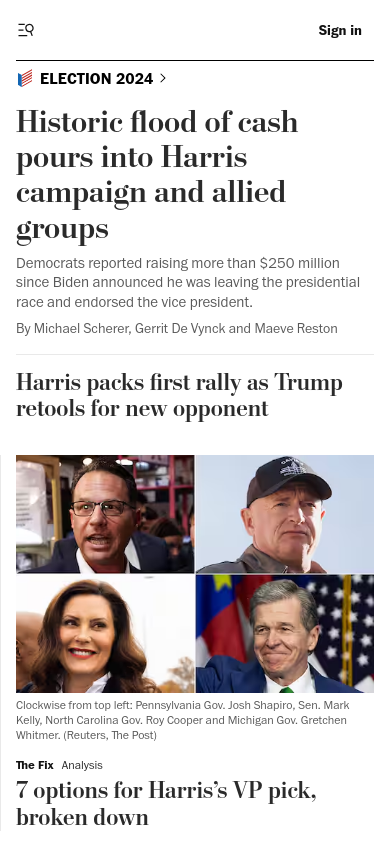 Sign in
ELECTION 2024
Historic flood of cash
pours into Harris
campaign and allied
groups
Democrats reported raising more than $250 million
since Biden announced he was leaving the presidential
race and endorsed the vice president.
By Michael Scherer, Gerrit De Vynck and Maeve Reston
Harris packs first rally as Trump
retools for new opponent
Clockwise from top left: Pennsylvania Gov. Josh Shapiro, Sen. Mark
Kelly, North Carolina Gov. Roy Cooper and Michigan Gov. Gretchen
Whitmer. (Reuters, The Post)
The Fix Analysis
7 options for Harris's VP pick,
broken down